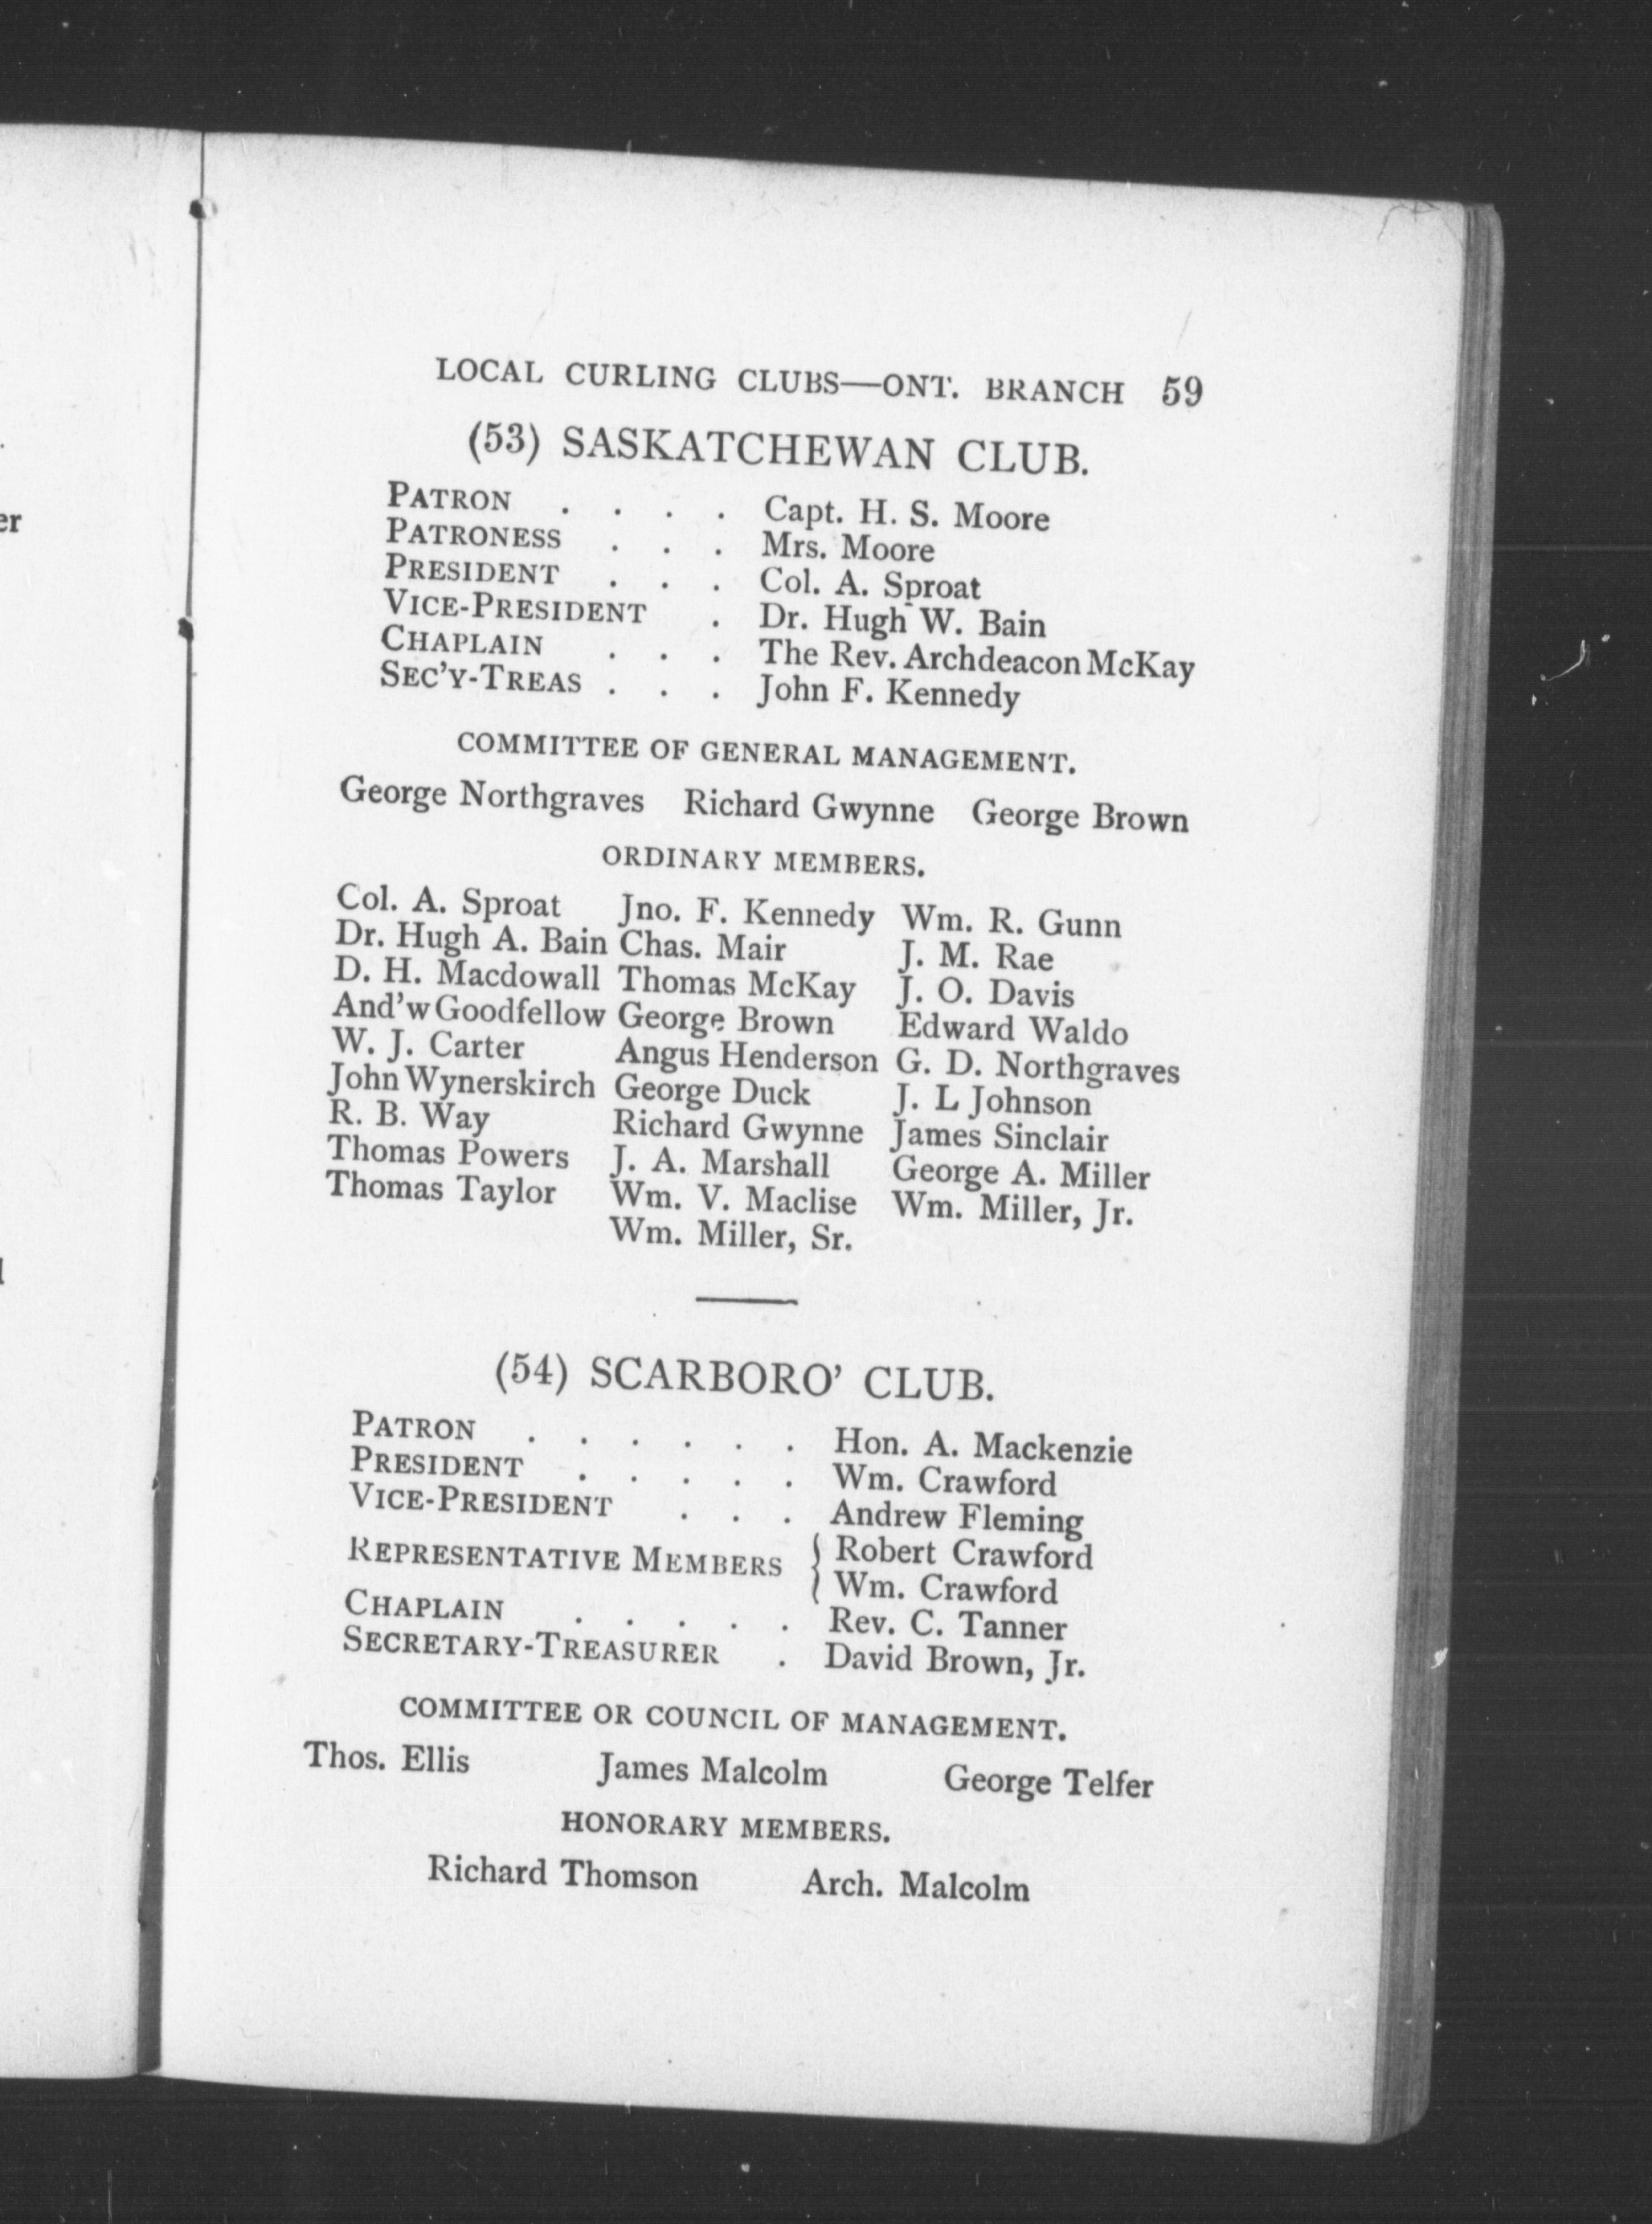 LOCAL CURLING CLUBS—ONT. BRANCH 59
(53) SASKATCHEWAN CLUB.
PATRON . . . . Capt. H. S. Moore
PATRONESS . . . Mrs. Moore
PRESIDENT . . . Col. A. Sproat
VICE-PRESIDENT . Dr. Hugh W. Bain
CHAPLAIN . . . The Rev. Archdeacon McKay
SEC'Y-TREAS . . . John F. Kennedy
COMMITTEE OF GENERAL MANAGEMENT.
George Northgraves Richard Gwynne George Brown
ORDINARY MEMBERS.
Col. A. Sproat Jno. F. Kennedy Wm. R. Gunn
Dr. Hugh A. Bain Chas. Mair J. M. Rae
D. H. Macdowall Thomas McKay J. O. Davis
And'w Goodfellow George Brown Edward Waldo
W. J. Carter Angus Henderson G. D. Northgraves
John Wynerskirch George Duck J. L Johnson
R. B. Way Richard Gwynne James Sinclair
Thomas Powers J. A. Marshall George A. Miller
Thomas Taylor Wm. V. Maclise Wm. Miller, Jr.
Wm. Miller, Sr.
(54) SCARBORO' CLUB.
PATRON . . . . . . Hon. A. Mackenzie
PRESIDENT . . . . . Wm. Crawford
VICE-PRESIDENT . . . Andrew Fleming
REPRESENTATIVE MEMBERS { Robert Crawford
{ Wm. Crawford
CHAPLAIN . . . . . Rev. C. Tanner
SECRETARY-TREASURER . David Brown, Jr.
COMMITTEE OR COUNCIL OF MANAGEMENT.
Thos. Ellis James Malcolm George Telfer
HONORARY MEMBERS.
Richard Thomson Arch. Malcolm